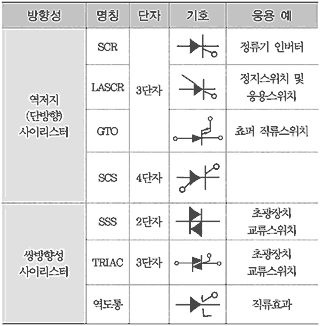 방향성 명칭 단자 기호 응용 예
역저지
(단방향)
사이리스터
SCR 3단자 정류기 인버터
LASCR 정지스위치 및
응용스위치
GTO 쵸퍼 직류스위치
SCS 4단자
쌍방향성
사이리스터
SSS 2단자 초광장치
교류스위치
TRIAC 3단자 초광장치
교류스위치
역도통 직류효과